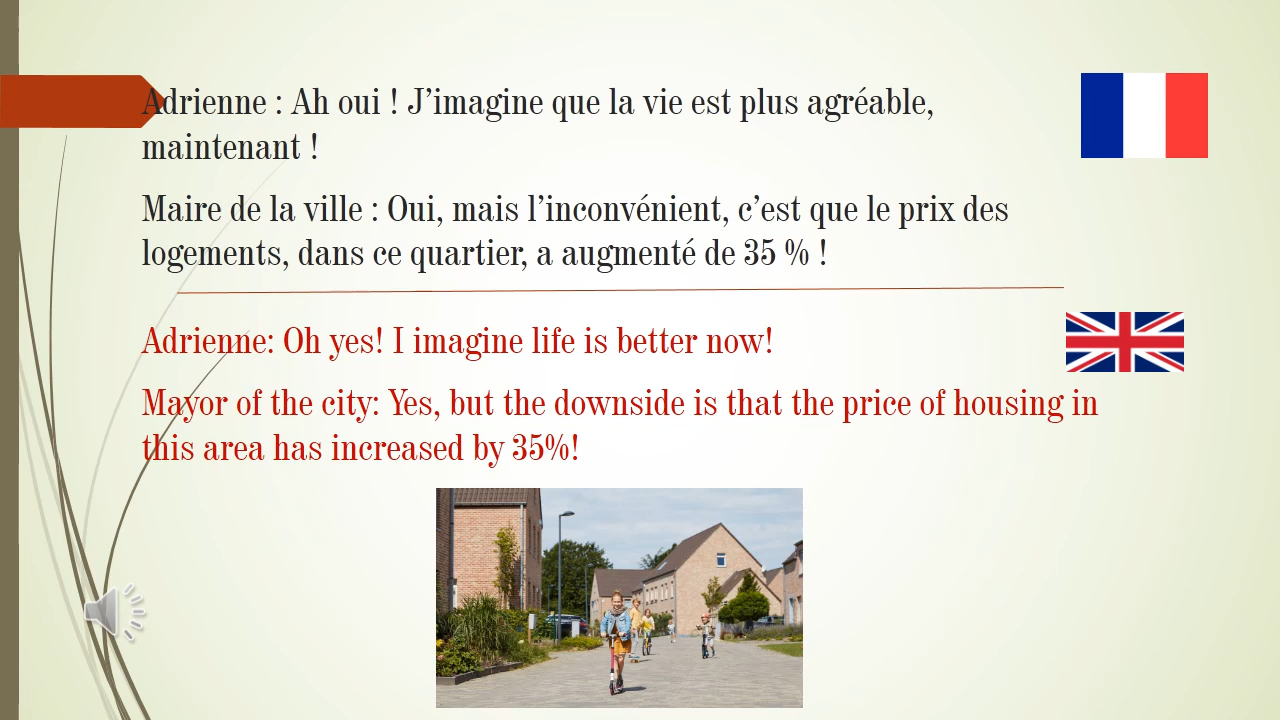 Adrienne : Ah oui ! J’imagine que la vie est plus agréable,
maintenant !
Maire de la ville : Oui, mais l’inconvénient, c’est que le prix des
logements, dans ce quartier, a augmenté de 35 % !
Adrienne: Oh yes! I imagine life is better now!
Mayor of the city: Yes, but the downside is that the price of housing in
this area has increased by 35%!